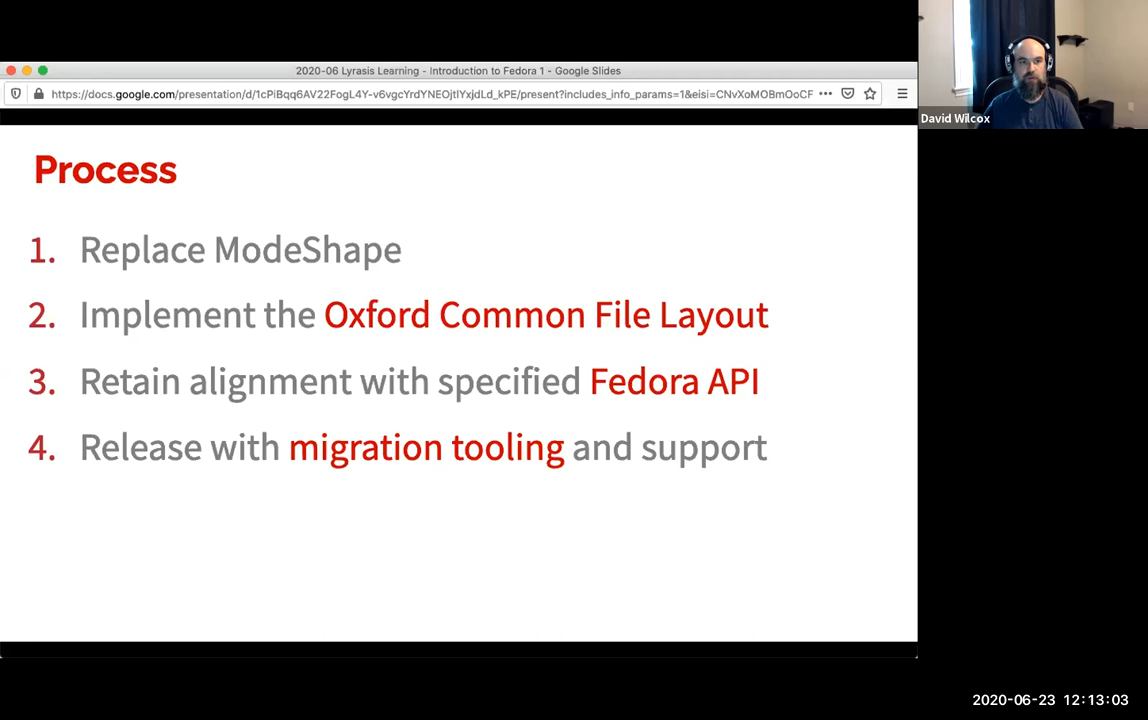 2020-06 Lyrasis Learning - Introduction to Fedora 1 - Google Slides
https://docs.google.com/presentation/d/1cPiBqq6AV22FogL4Y-v6vgcYrdYNEOjtlYxjdLd_kPE/present?includes_info_params=1&eisi=CNvXoMOBmOoCF
David Wilcox
Process
1. Replace ModeShape
2. Implement the Oxford Common File Layout
3. Retain alignment with specified Fedora API
4. Release with migration tooling and support
2020-06-23 12:13:03